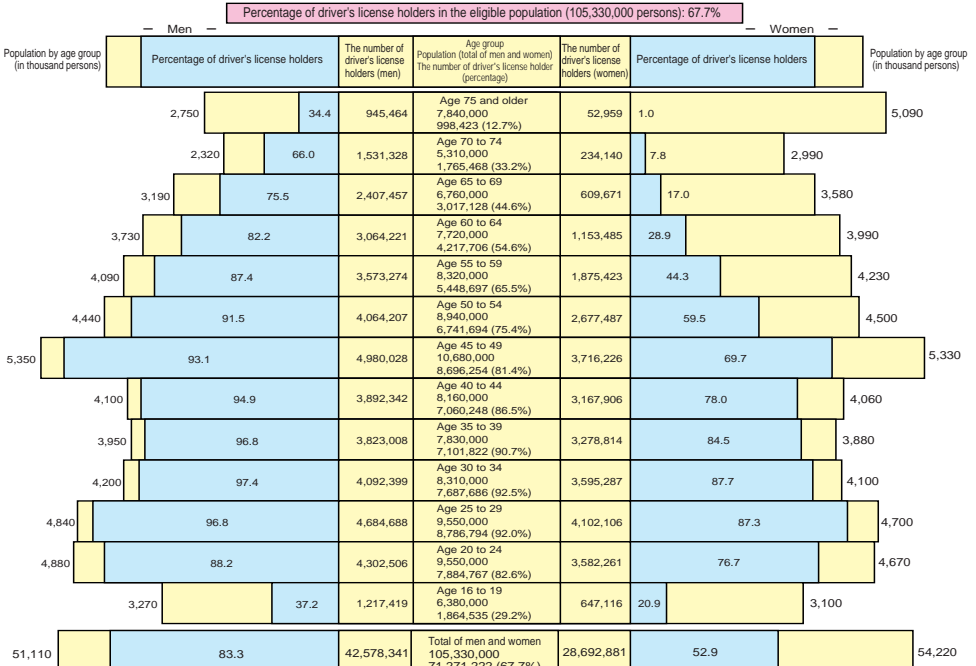 Percentage of driver's license holders in the eligible population (105,330,000 persons): 67.7%
Men
Women
Population by age group
(in thousand persons)
Percentage of driver's license holders
The number of
driver's license
holders (men)
Age group
Population (total of men and women)
The number of driver's license holder
(percentage)
The number of
driver's license
holders (women)
Percentage of driver's license holders
Population by age group
(in thousand persons)
2,750 34.4 945,464
Age 75 and older
7,840,000
998,423 (12.7%)
52,959 1.0 5,090
2,320 66.0 1,531,328
Age 70 to 74
5,310,000
1,765,468 (33.2%)
234,140 7.8 2,990
3,190 75.5 2,407,457
Age 65 to 69
6,760,000
3,017,128 (44.6%)
609,671 17.0 3,580
3,730 82.2 3,064,221
Age 60 to 64
7,720,000
4,217,706 (54.6%)
1,153,485 28.9 3,990
4,090 87.4 3,573,274
Age 55 to 59
8,320,000
5,448,697 (65.5%)
1,875,423 44.3 4,230
4,440 91.5 4,064,207
Age 50 to 54
8,940,000
6,741,694 (75.4%)
2,677,487 59.5 4,500
5,350 93.1 4,980,028
Age 45 to 49
10,680,000
8,696,254 (81.4%)
3,716,226 69.7 5,330
4,100 94.9 3,892,342
Age 40 to 44
8,160,000
7,060,248 (86.5%)
3,167,906 78.0 4,060
3,950 96.8 3,823,008
Age 35 to 39
7,830,000
7,101,822 (90.7%)
3,278,814 84.5 3,880
4,200 97.4 4,092,399
Age 30 to 34
8,310,000
7,687,686 (92.5%)
3,595,287 87.7 4,100
4,840 96.8 4,684,688
Age 25 to 29
9,550,000
8,786,794 (92.0%)
4,102,106 87.3 4,700
4,880 88.2 4,302,506
Age 20 to 24
9,550,000
7,884,767 (82.6%)
3,582,261 76.7 4,670
3,270 37.2 1,217,419
Age 16 to 19
6,380,000
1,864,535 (29.2%)
647,116 20.9 3,100
51,110 83.3 42,578,341
Total of men and women
105,330,000
71,271,222 (67.7%)
28,692,881 52.9 54,220